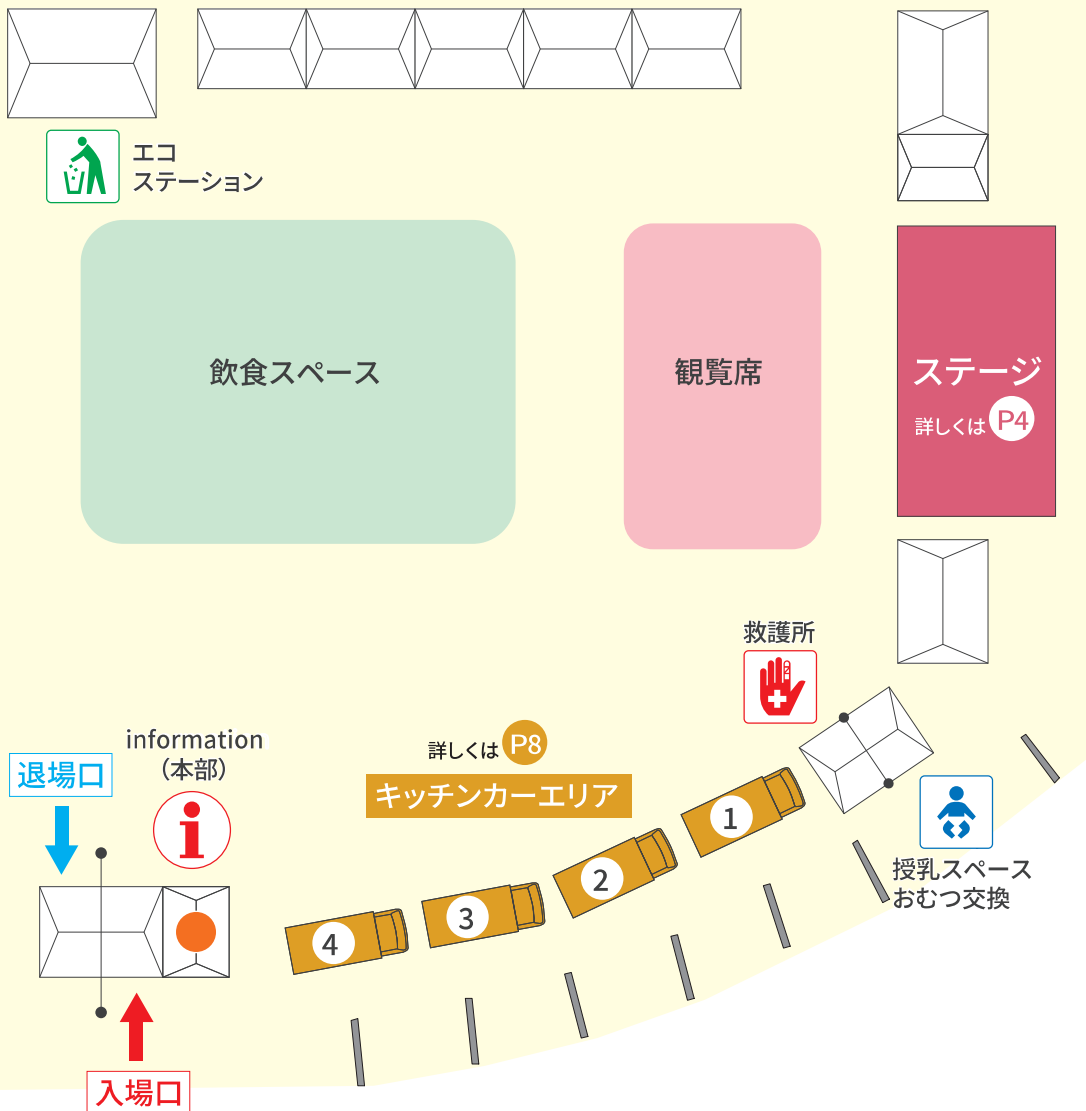 エコ
ステーション
飲食スペース
観覧席
ステージ
詳しくは P4
救護所
information
（本部）
退場口
詳しくは P8
キッチンカーエリア
1
2
3
4
授乳スペース
おむつ交換
入場口